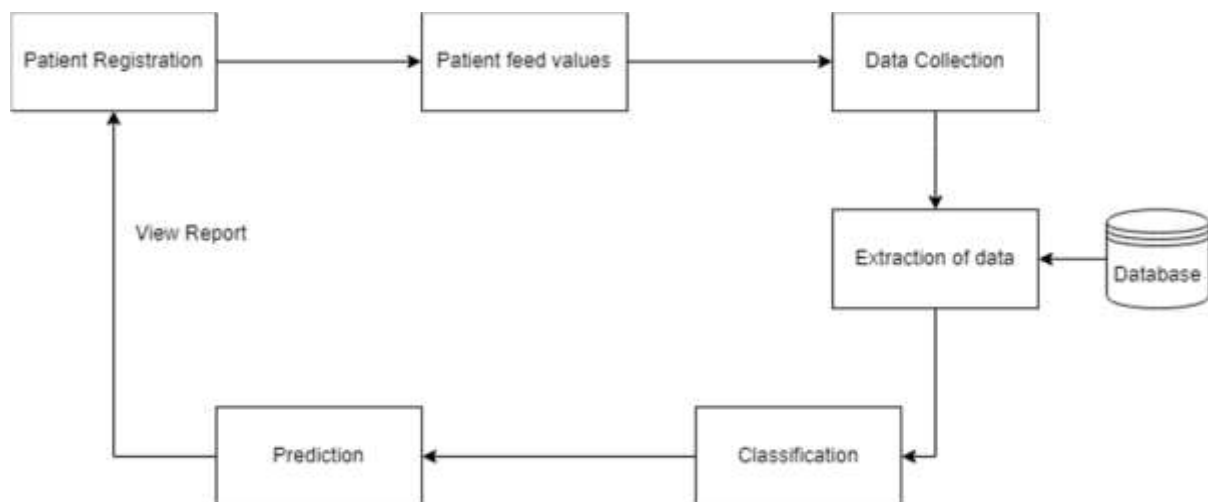 Patient Registration
Patient feed values
Data Collection
View Report
Extraction of data
Database
Prediction
Classification